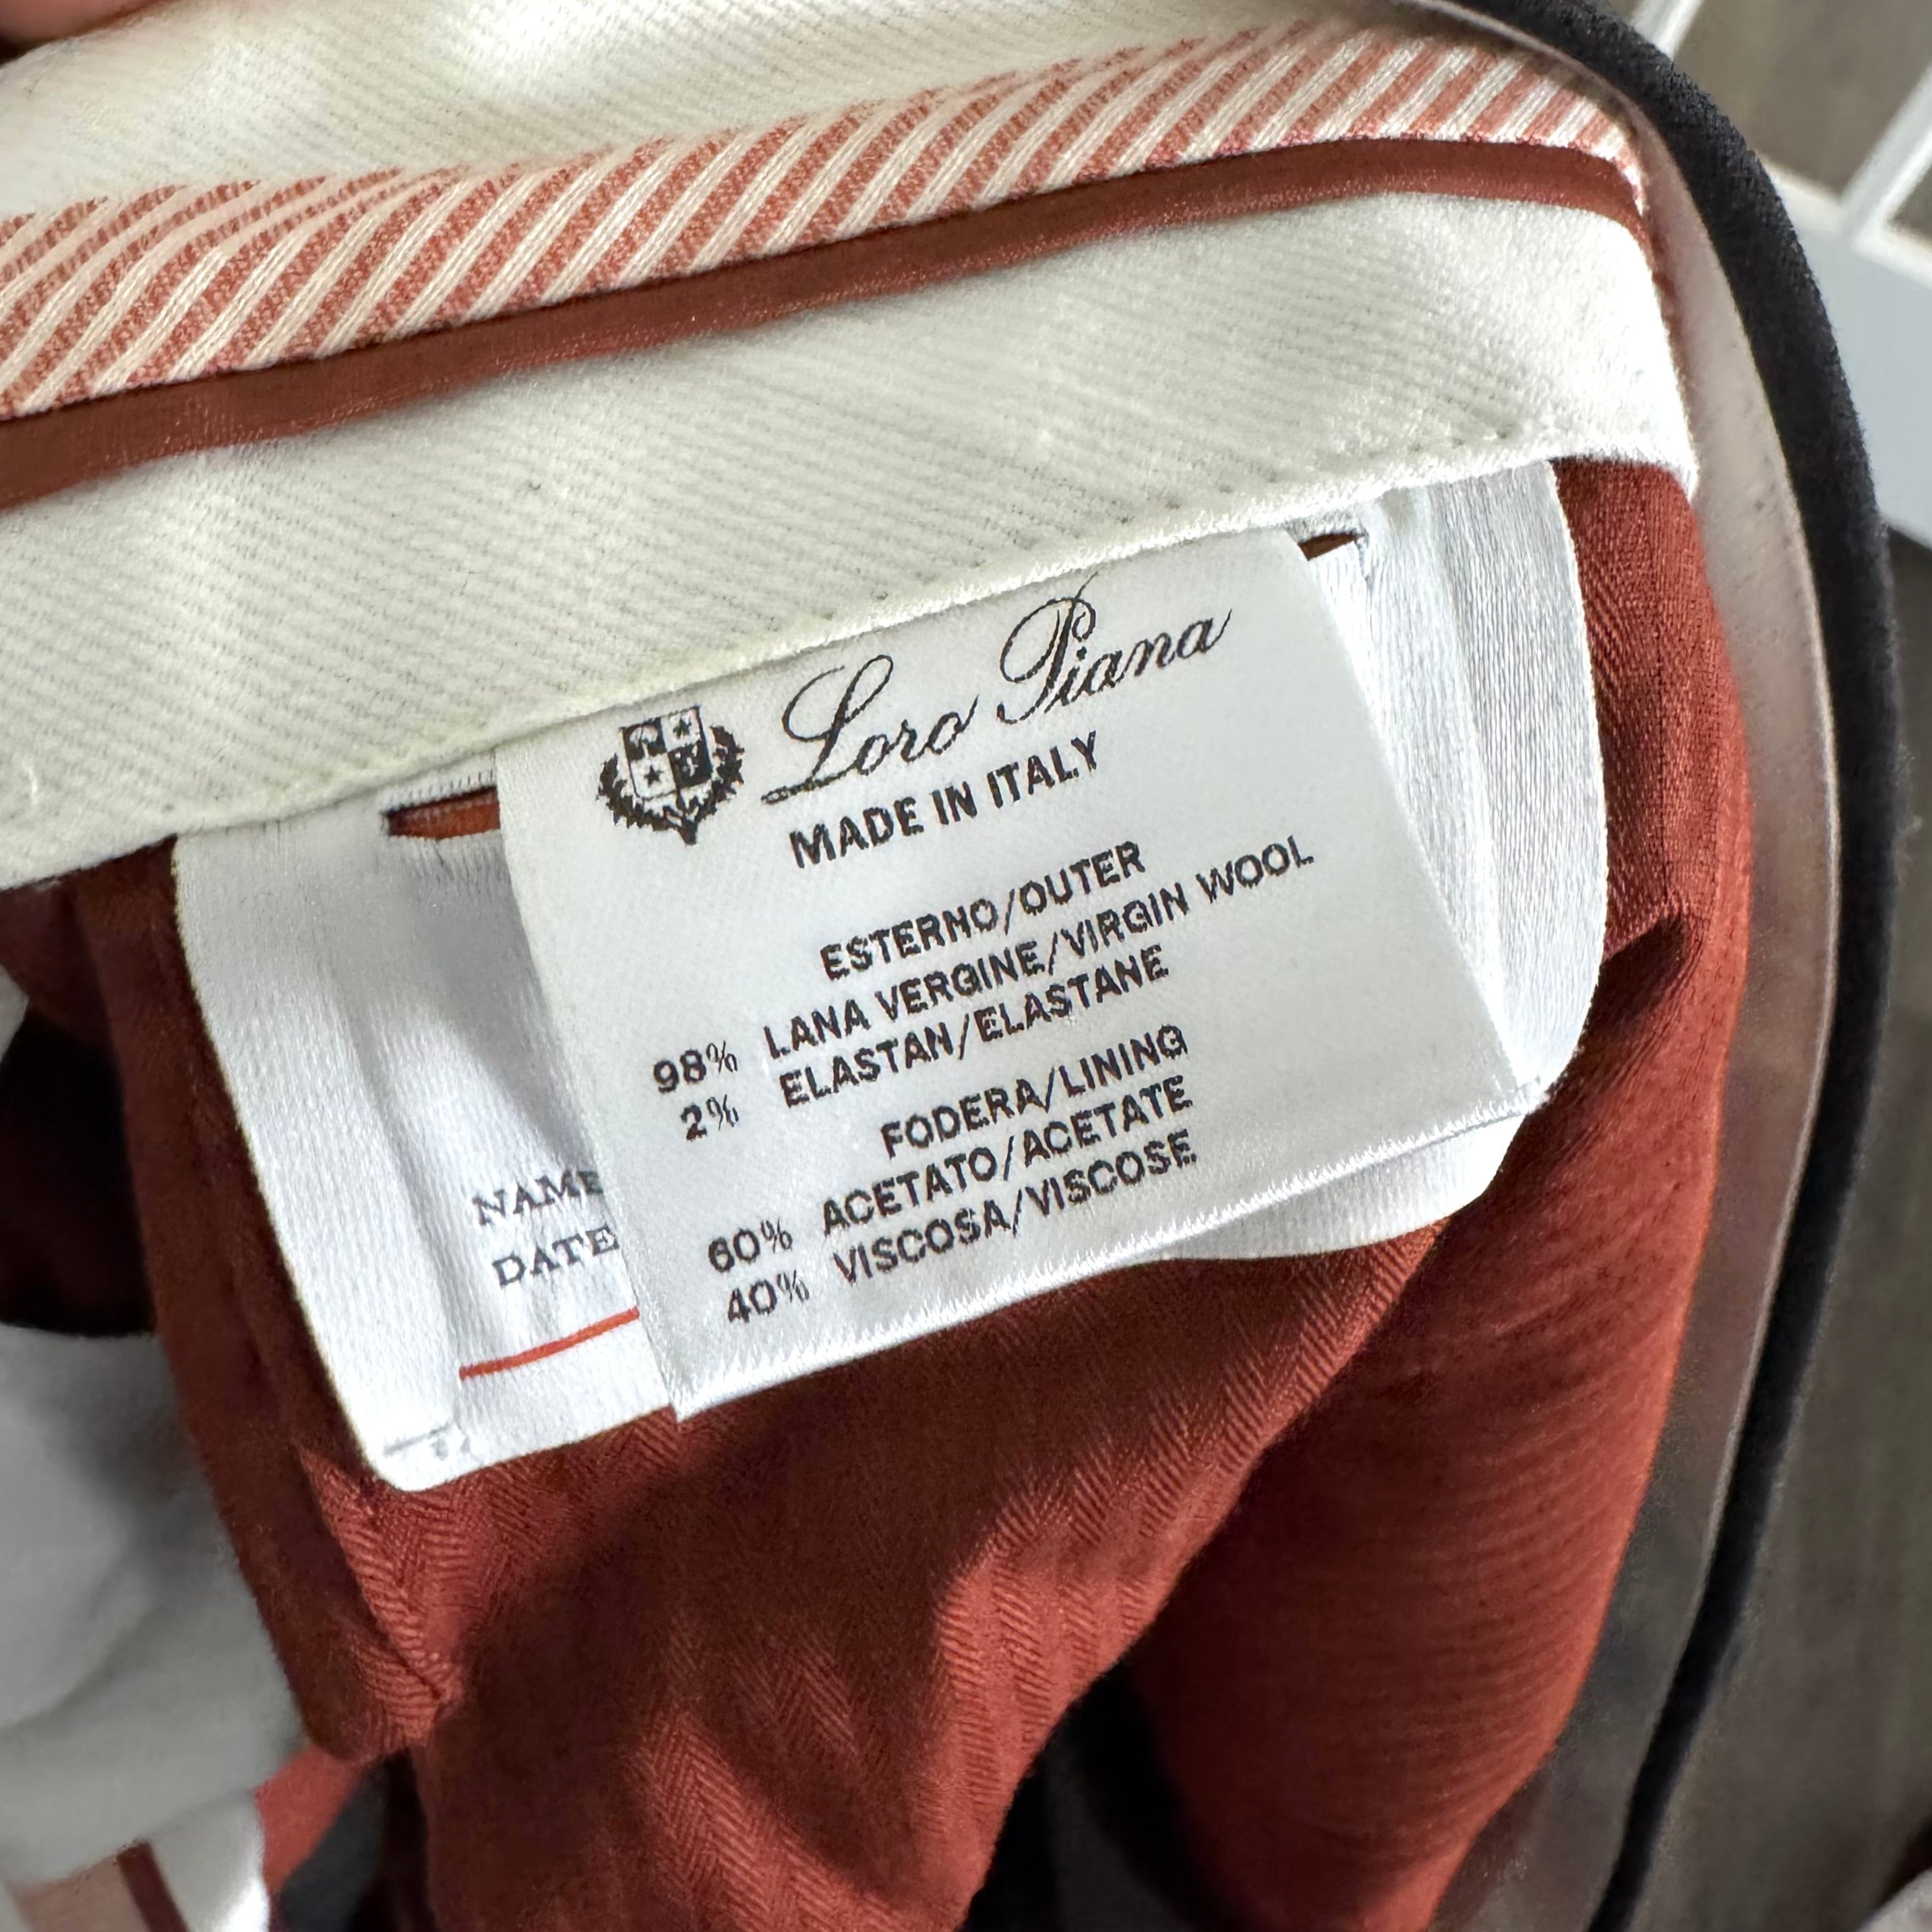 Loro Piana
MADE IN ITALY
ESTERNO/OUTER
98% LANA VERGINE/VIRGIN WOOL
2% ELASTAN/ELASTANE
FODERA/LINING
60% ACETATO/ACETATE
40% VISCOSA/VISCOSE
NAME
DATE